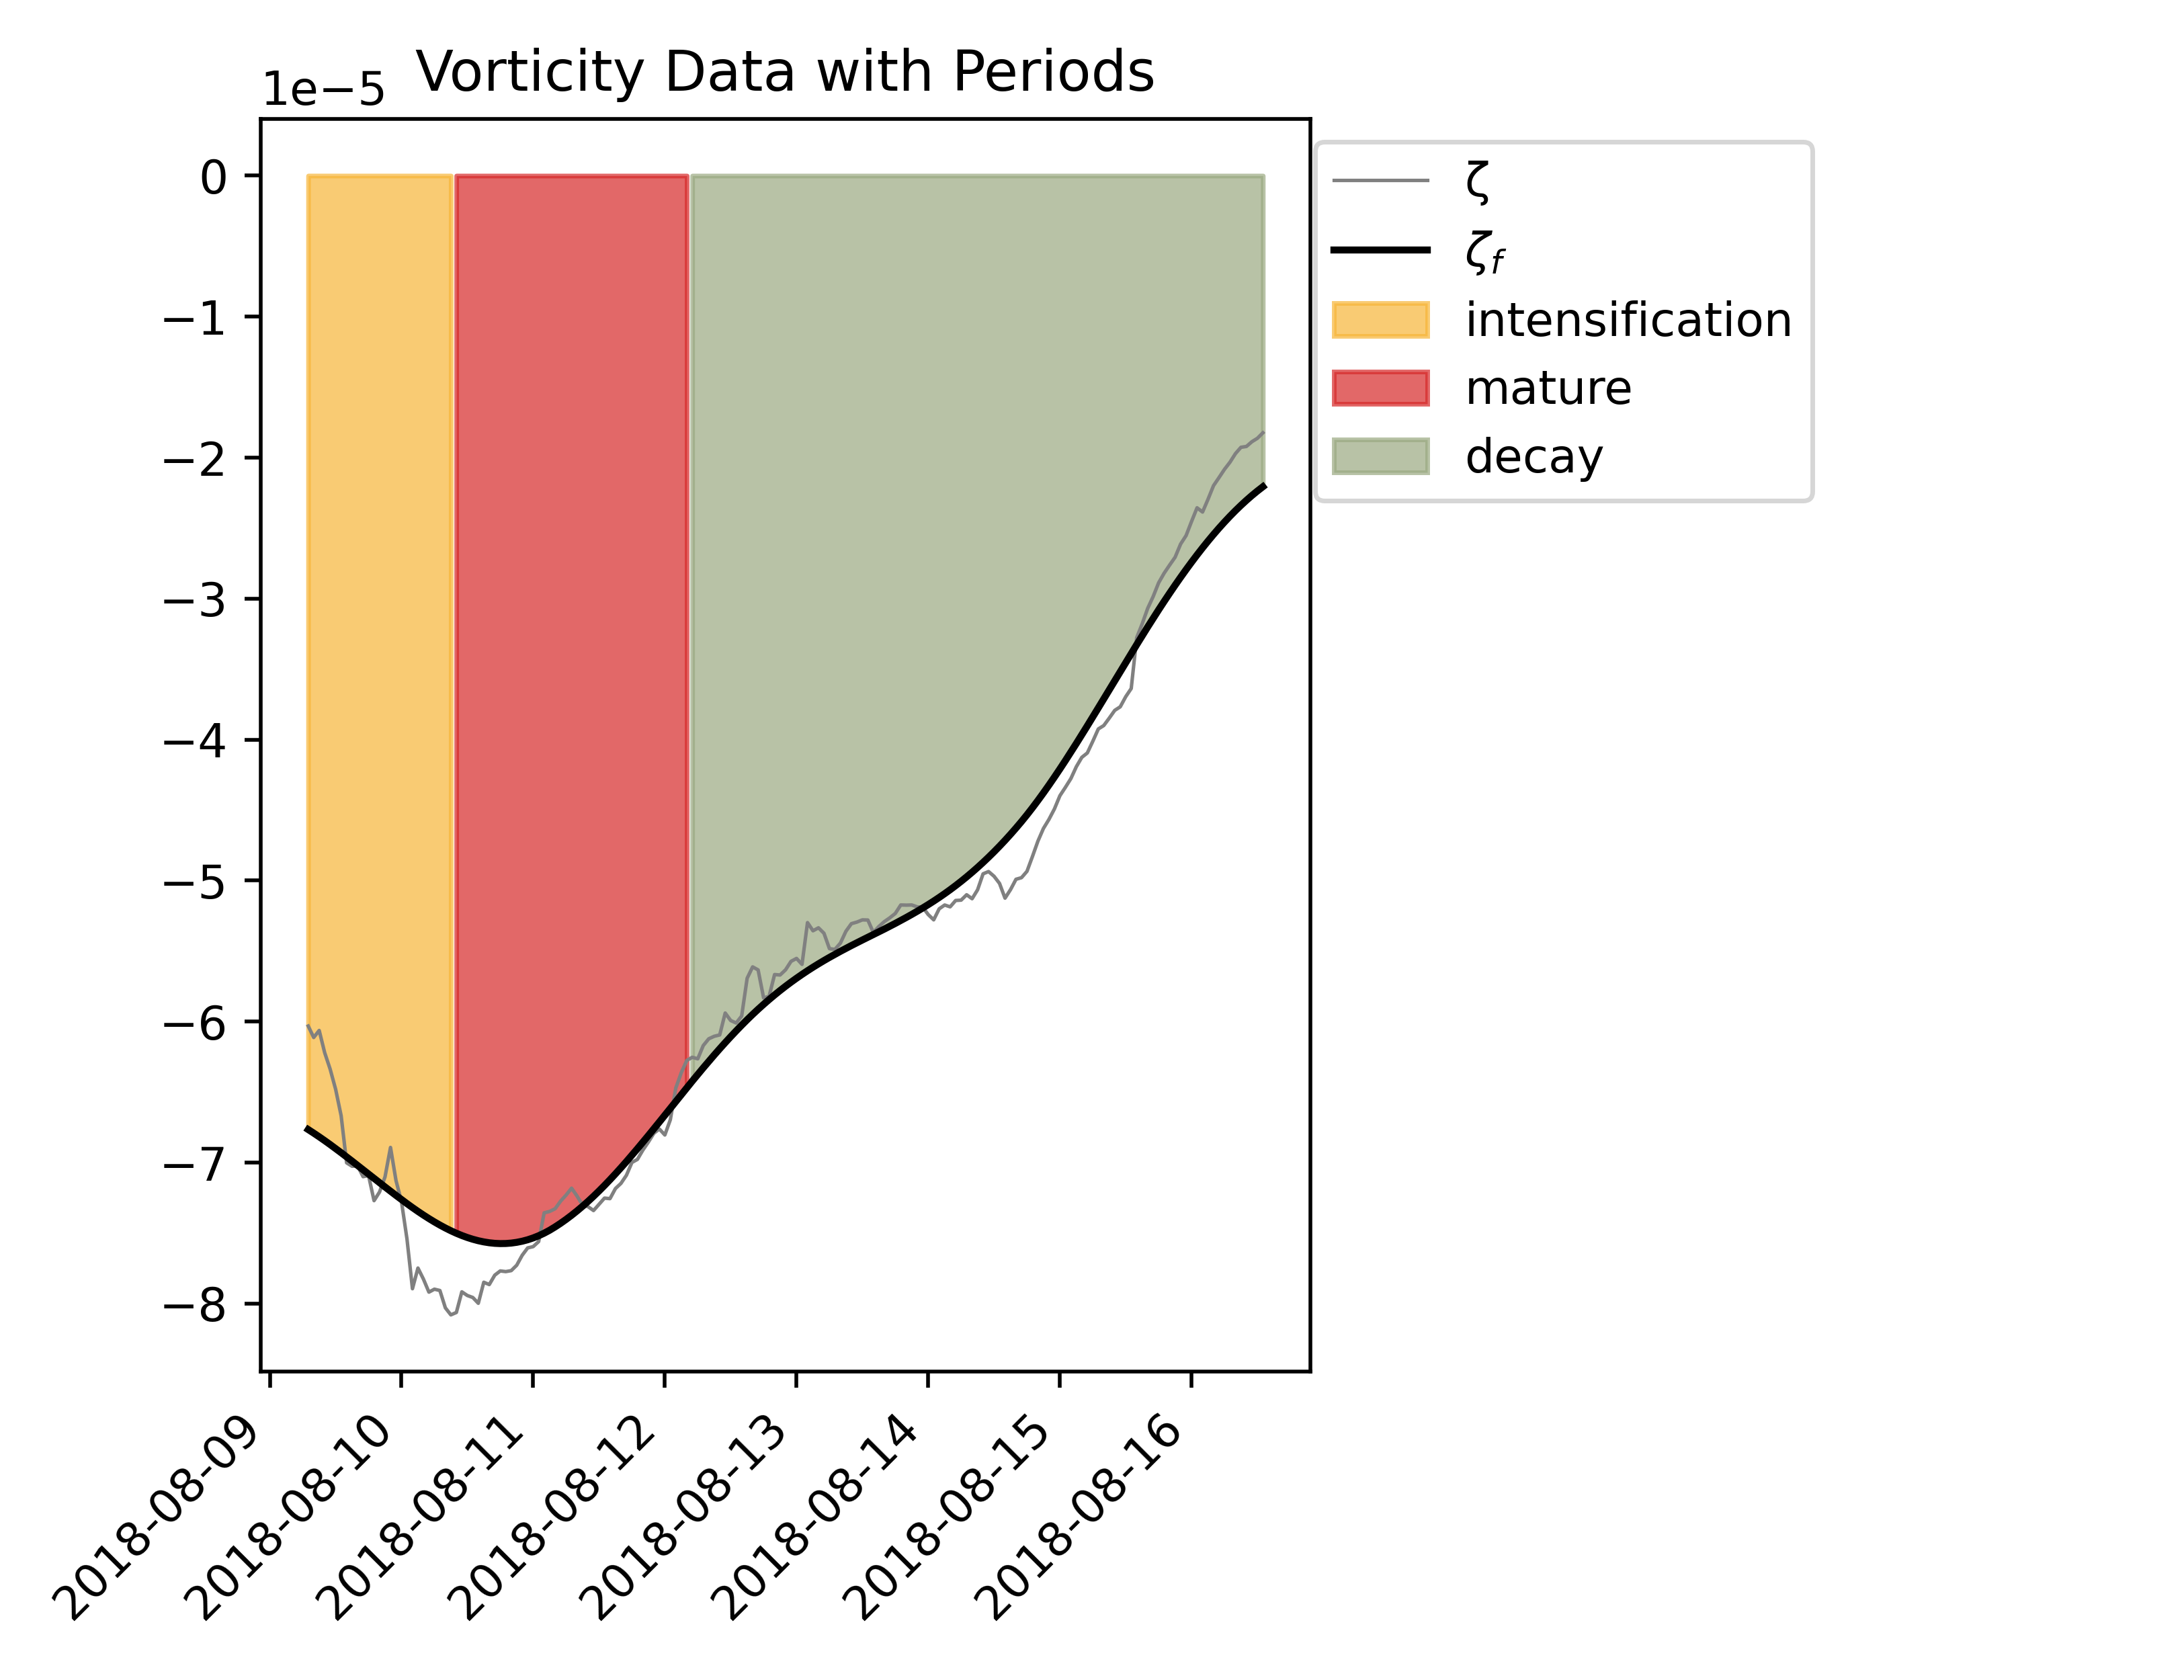 Vorticity Data with Periods
1e−5
0
−1
−2
−3
−4
−5
−6
−7
−8
2018-08-09
2018-08-10
2018-08-11
2018-08-12
2018-08-13
2018-08-14
2018-08-15
2018-08-16
ζ
ζf
intensification
mature
decay